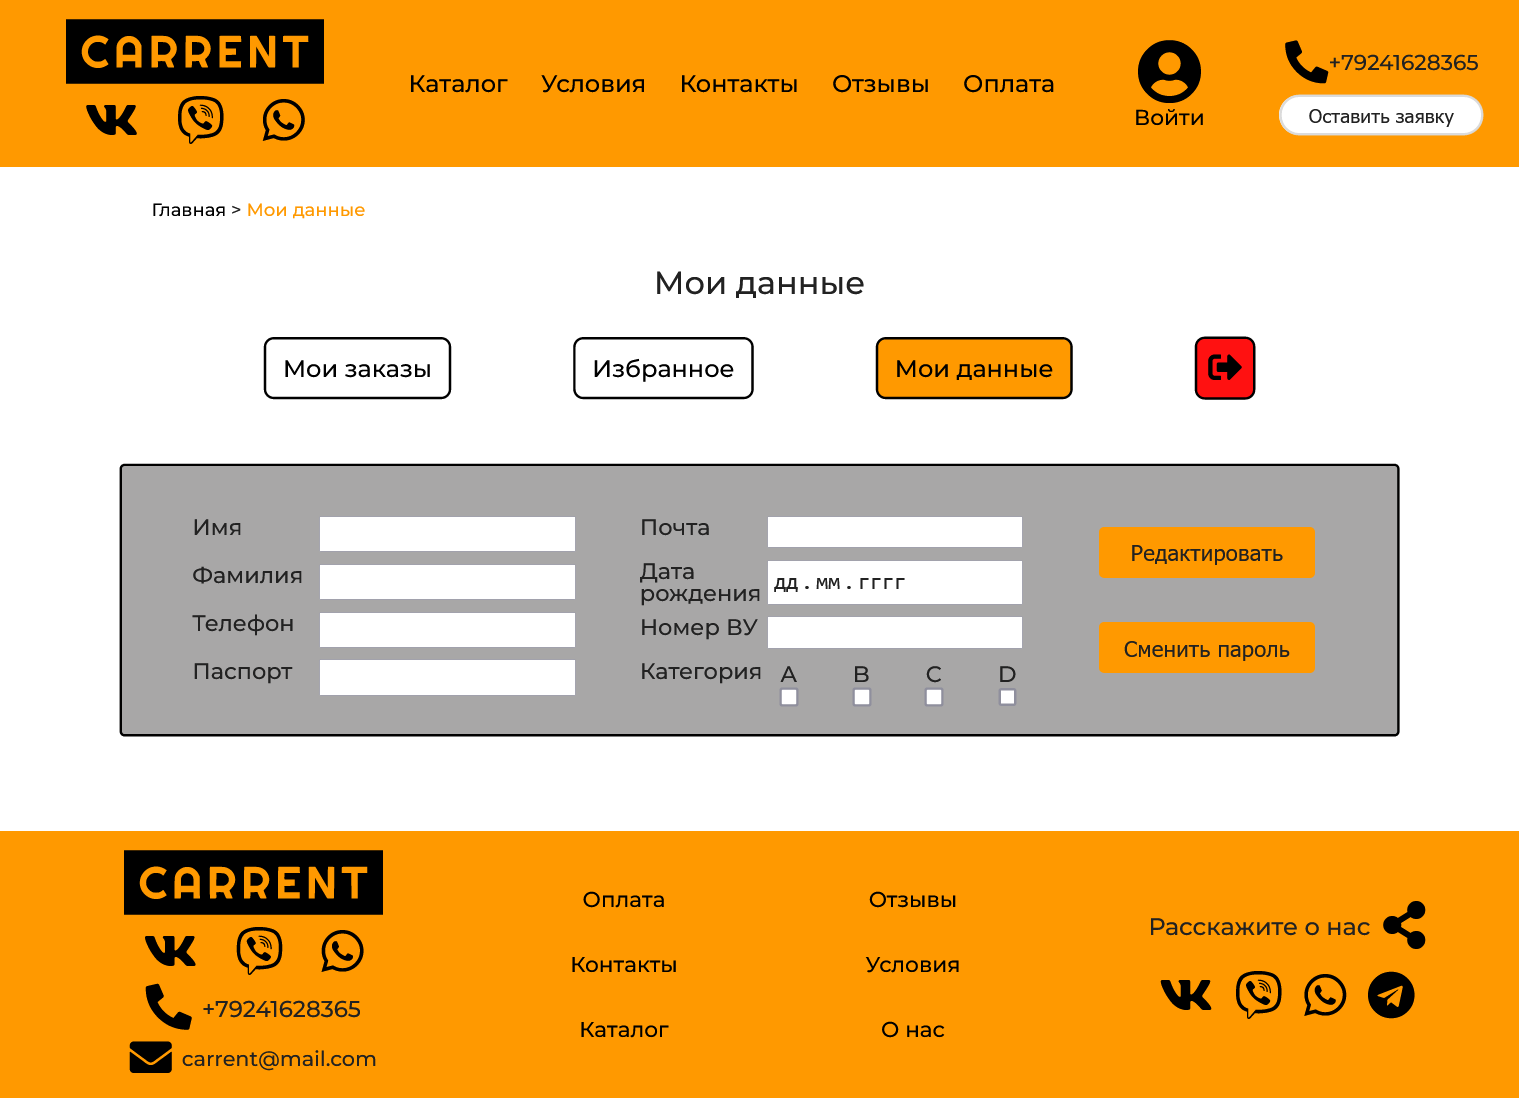 CARRENT
Каталог Условия Контакты Отзывы Оплата
Войти
+79241628365
Оставить заявку
Главная > Мои данные
Мои данные
Мои заказы
Избранное
Мои данные
Имя
Фамилия
Телефон
Паспорт
Почта
Дата
рождения
дд.мм.гггг
Номер ВУ
Категория
A B C D
Редактировать
Сменить пароль
CARRENT
+79241628365
carrent@mail.com
Оплата
Контакты
Каталог
Отзывы
Условия
О нас
Расскажите о нас